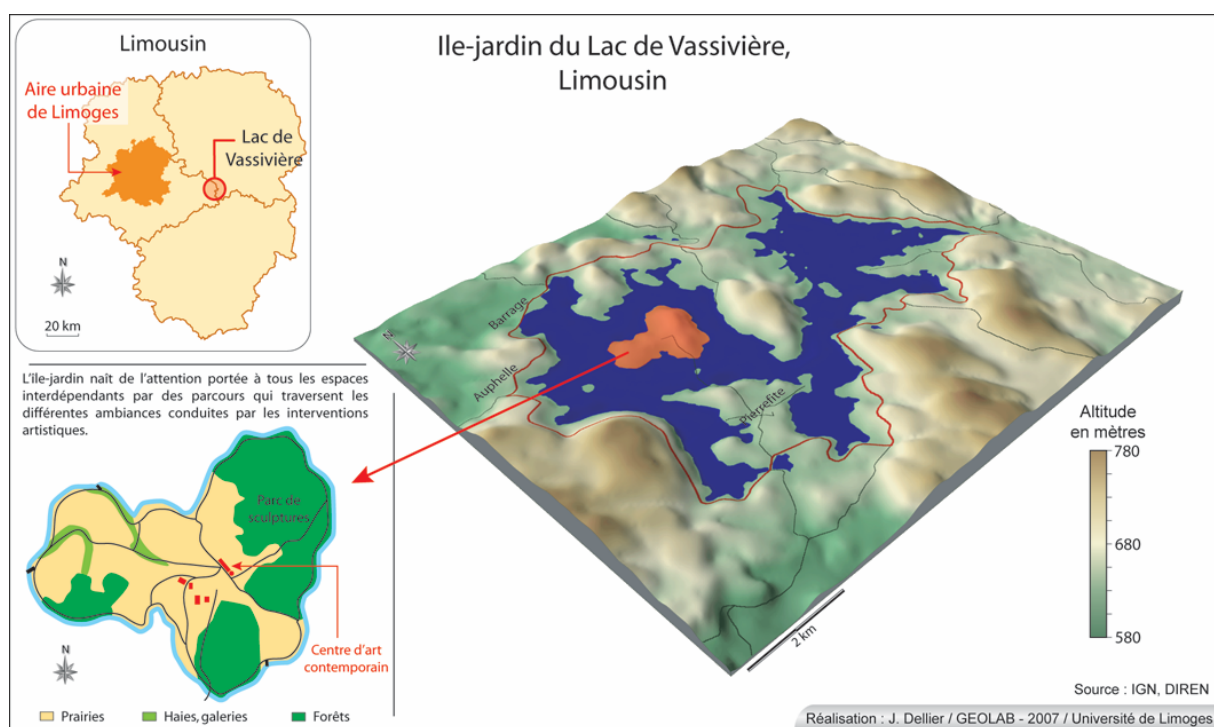 Limousin
Aire urbaine
de Limoges
Lac de
Vassivière
N
20 km
Ile-jardin du Lac de Vassivière,
Limousin
Barrage
N
Auphelle
Pierrefite
2 km
Altitude
en mètres
780
680
580
L'île-jardin naît de l'attention portée à tous les espaces
interdépendants par des parcours qui traversent les
différentes ambiances conduites par les interventions
artistiques.
Parc de
sculptures
Centre d'art
contemporain
N
Prairies
Haies, galeries
Forêts
Source : IGN, DIREN
Réalisation : J. Dellier / GEOLAB - 2007 / Université de Limoges